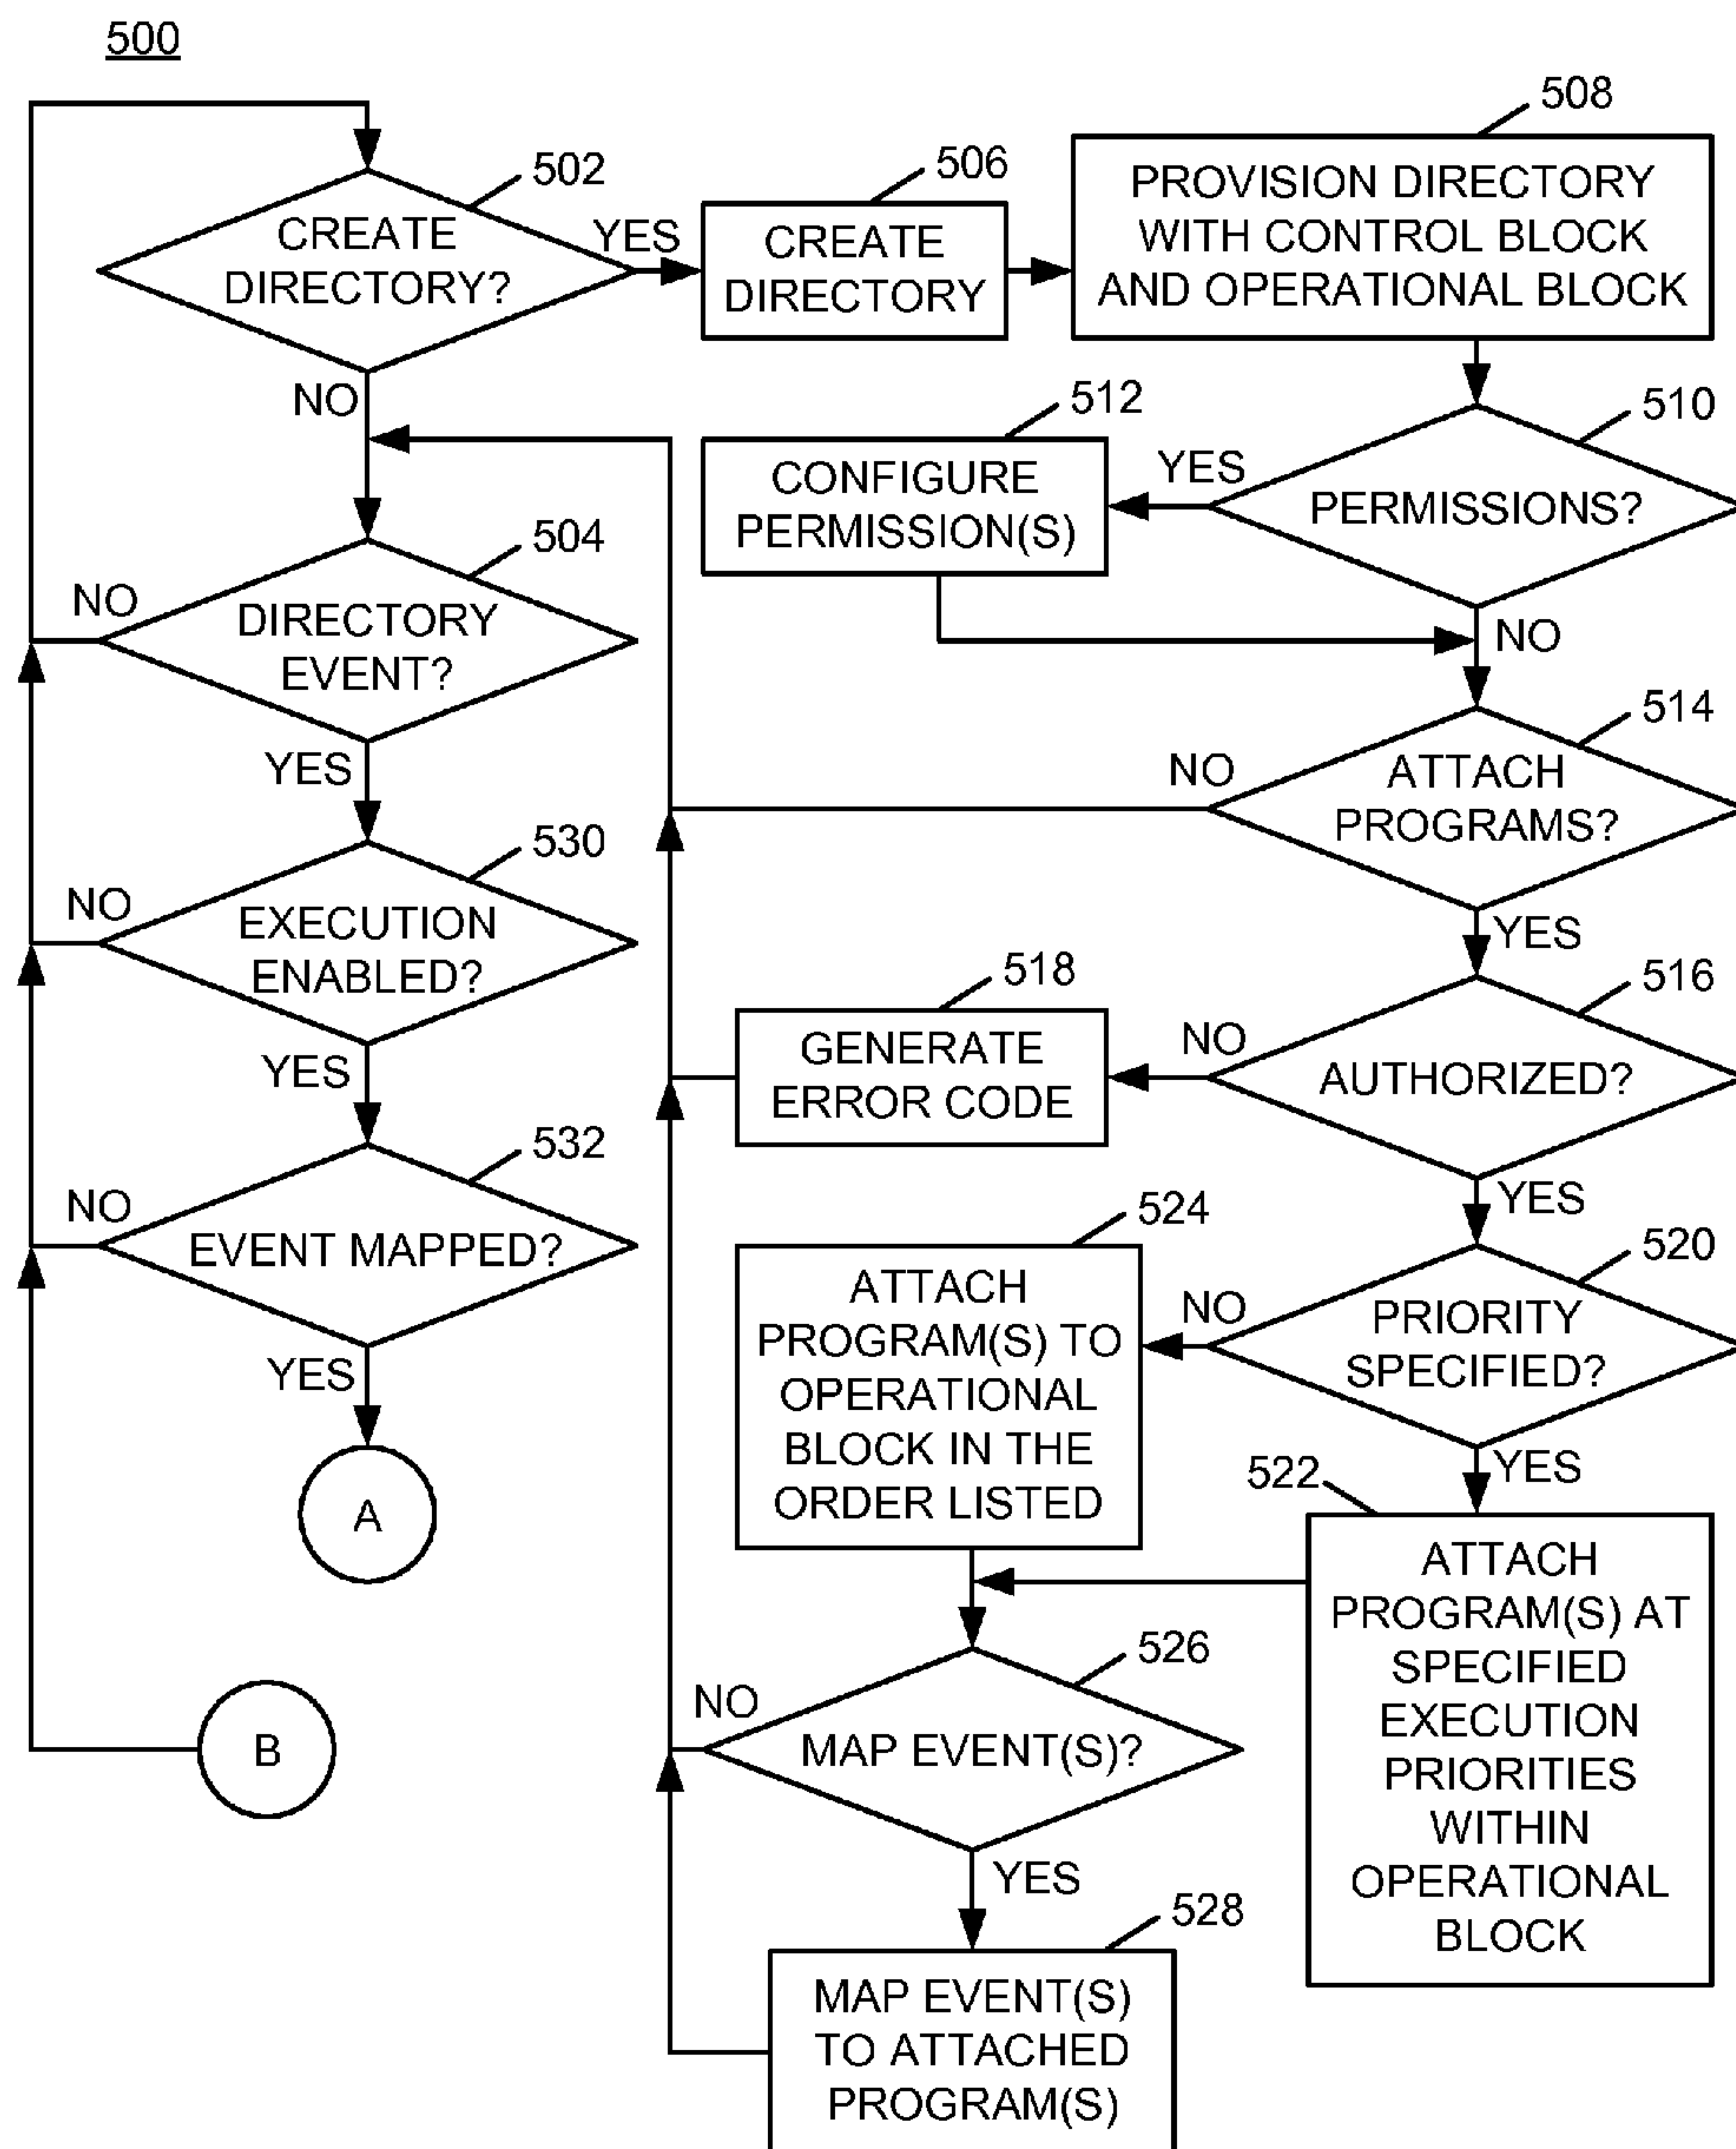 500
502
CREATE
DIRECTORY?
YES
NO
506
CREATE
DIRECTORY
508
PROVISION DIRECTORY
WITH CONTROL BLOCK
AND OPERATIONAL BLOCK
510
PERMISSIONS?
YES
NO
512
CONFIGURE
PERMISSION(S)
504
DIRECTORY
EVENT?
NO
YES
514
ATTACH
PROGRAMS?
NO
YES
530
EXECUTION
ENABLED?
NO
YES
516
AUTHORIZED?
NO
YES
518
GENERATE
ERROR CODE
532
EVENT MAPPED?
NO
YES
A
B
520
PRIORITY
SPECIFIED?
NO
YES
524
ATTACH
PROGRAM(S) TO
OPERATIONAL
BLOCK IN THE
ORDER LISTED
522
ATTACH
PROGRAM(S) AT
SPECIFIED
EXECUTION
PRIORITIES
WITHIN
OPERATIONAL
BLOCK
526
MAP EVENT(S)?
NO
YES
528
MAP EVENT(S)
TO ATTACHED
PROGRAM(S)